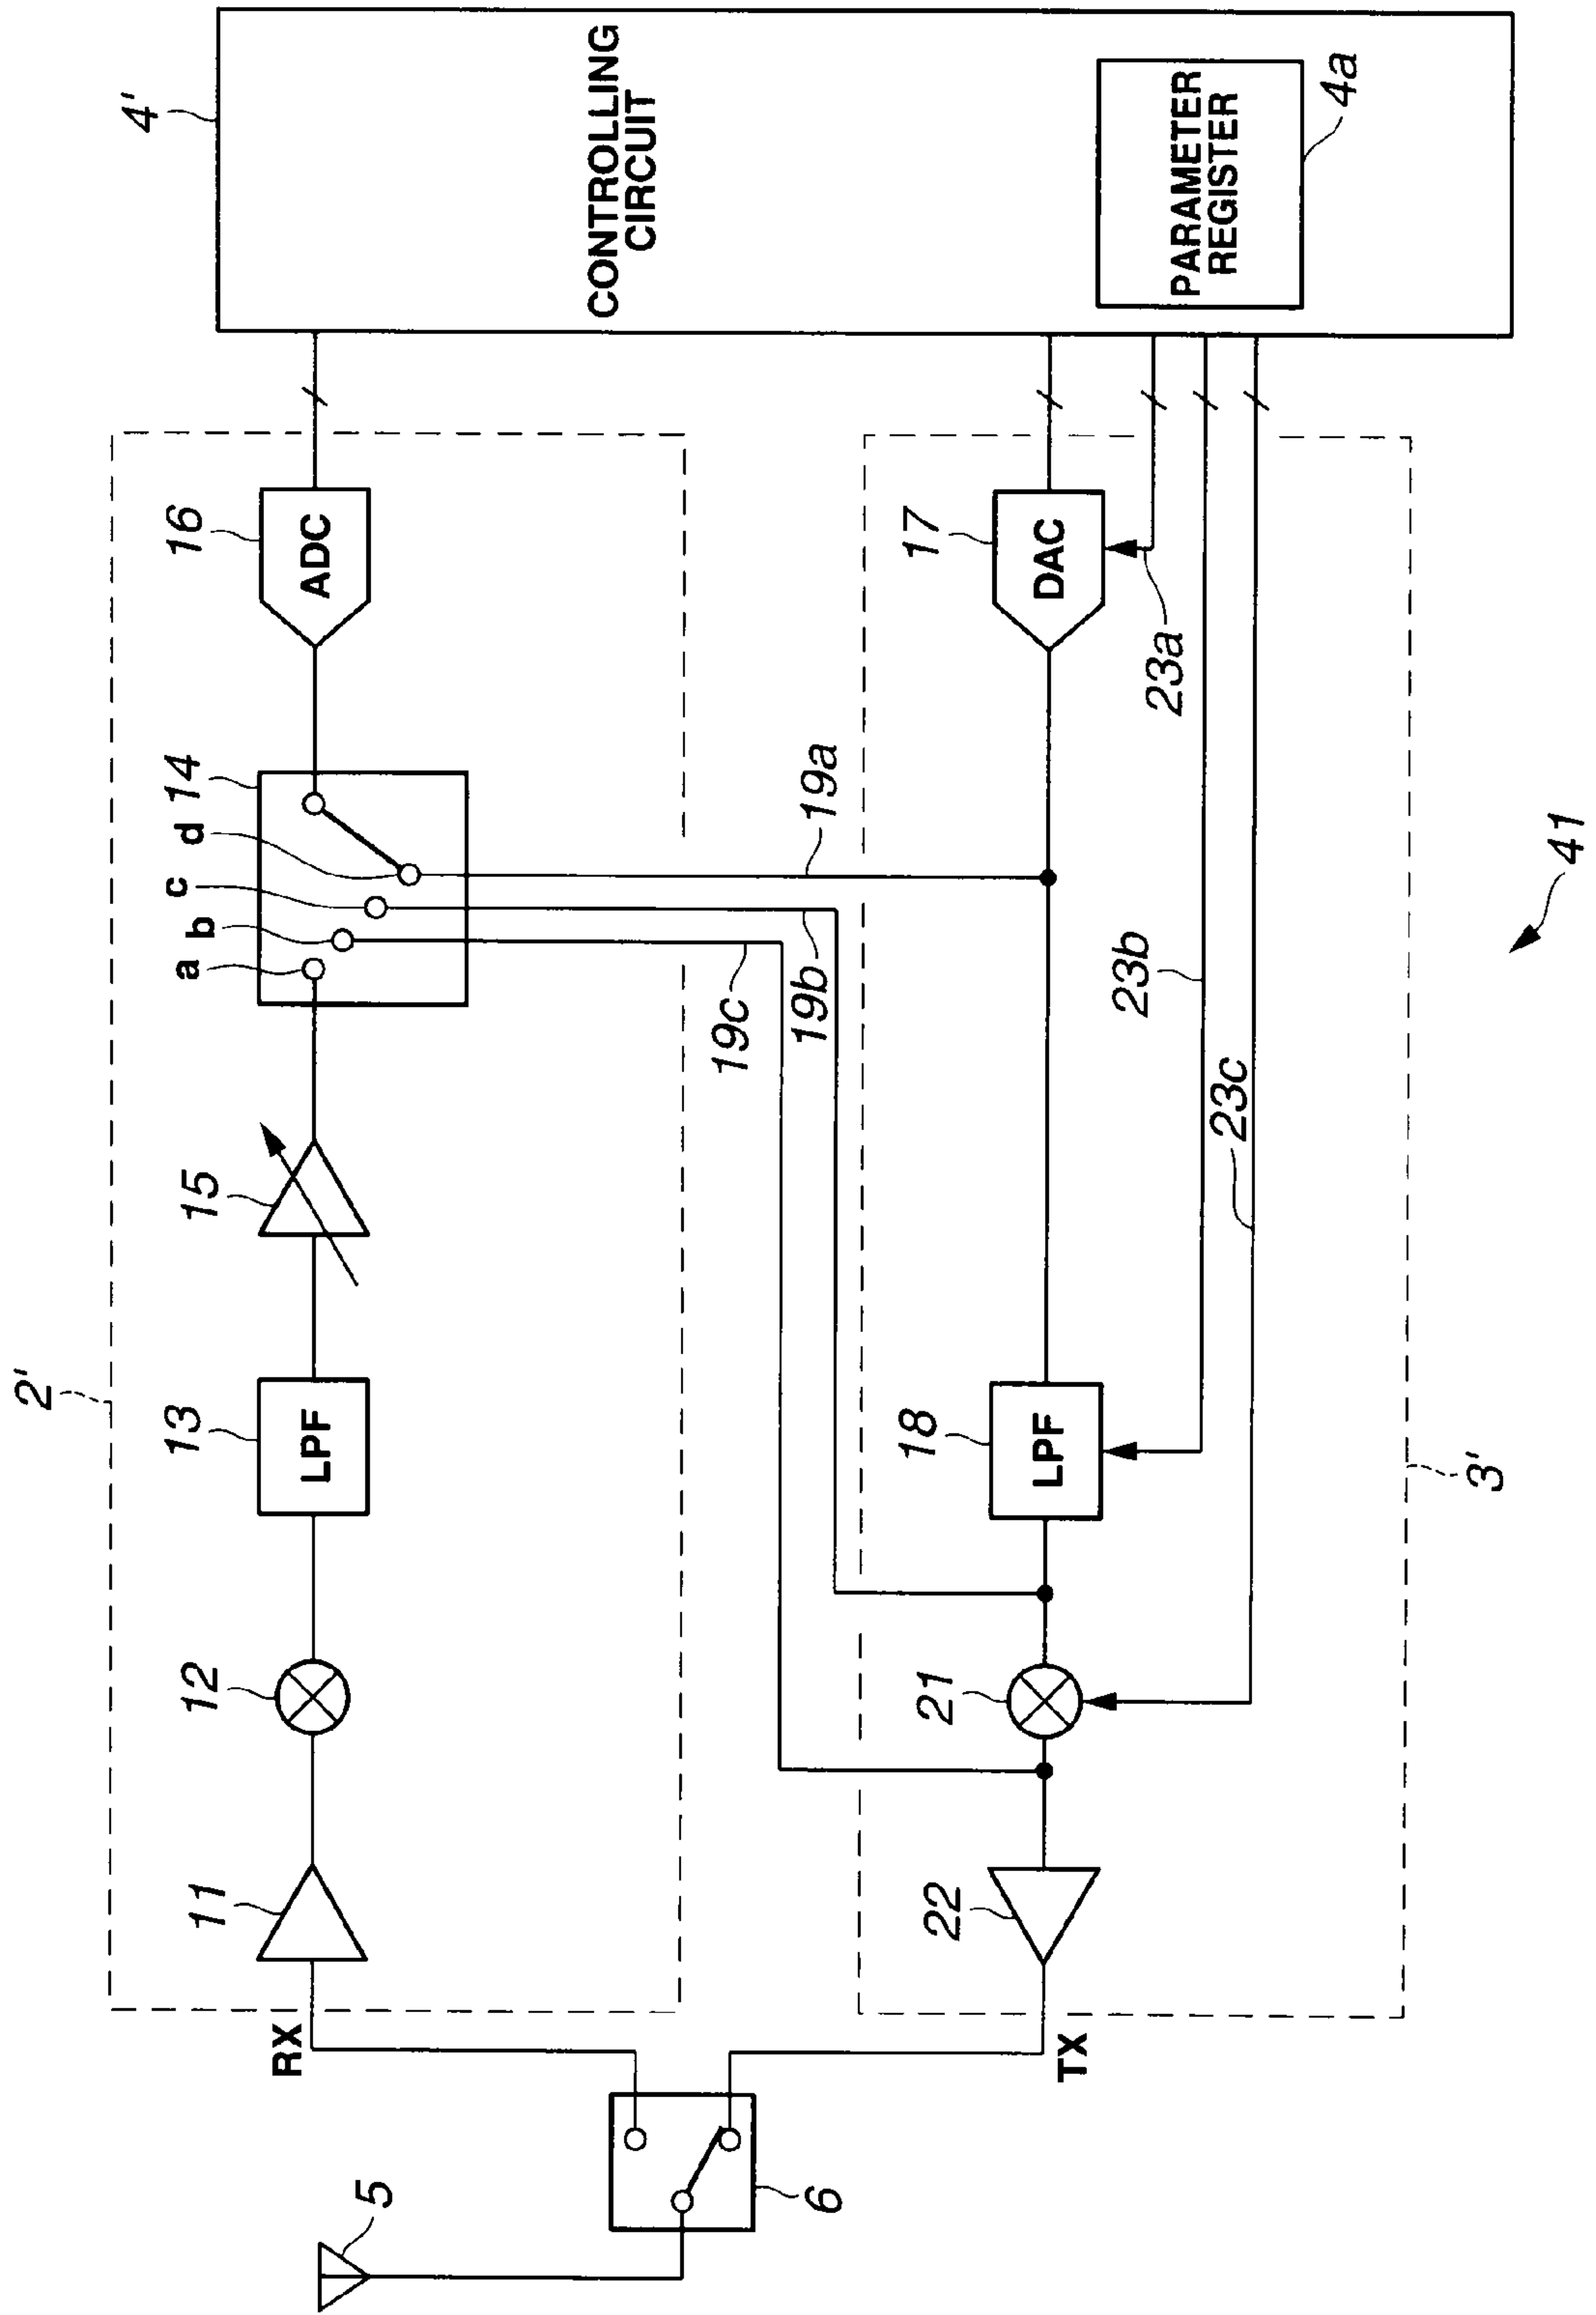 41
2'
4'
RX
11
12
13
LPF
15
a
b
c
d
14
16
ADC
CONTROLLING
CIRCUIT
5
6
19c
19b
19a
TX
22
21
18
LPF
17
DAC
23a
23b
23c
PARAMETER
REGISTER
4a
3'